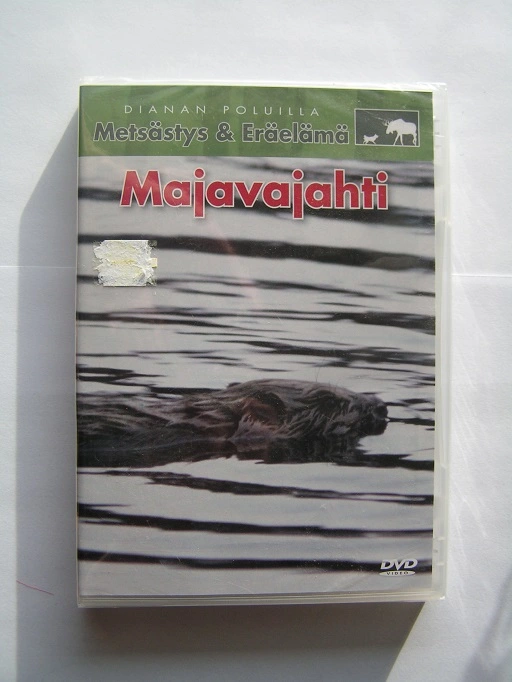 DIANAN POLUILLA
Metsästys & Eräelämä
Majavajahti
DVD
VIDEO